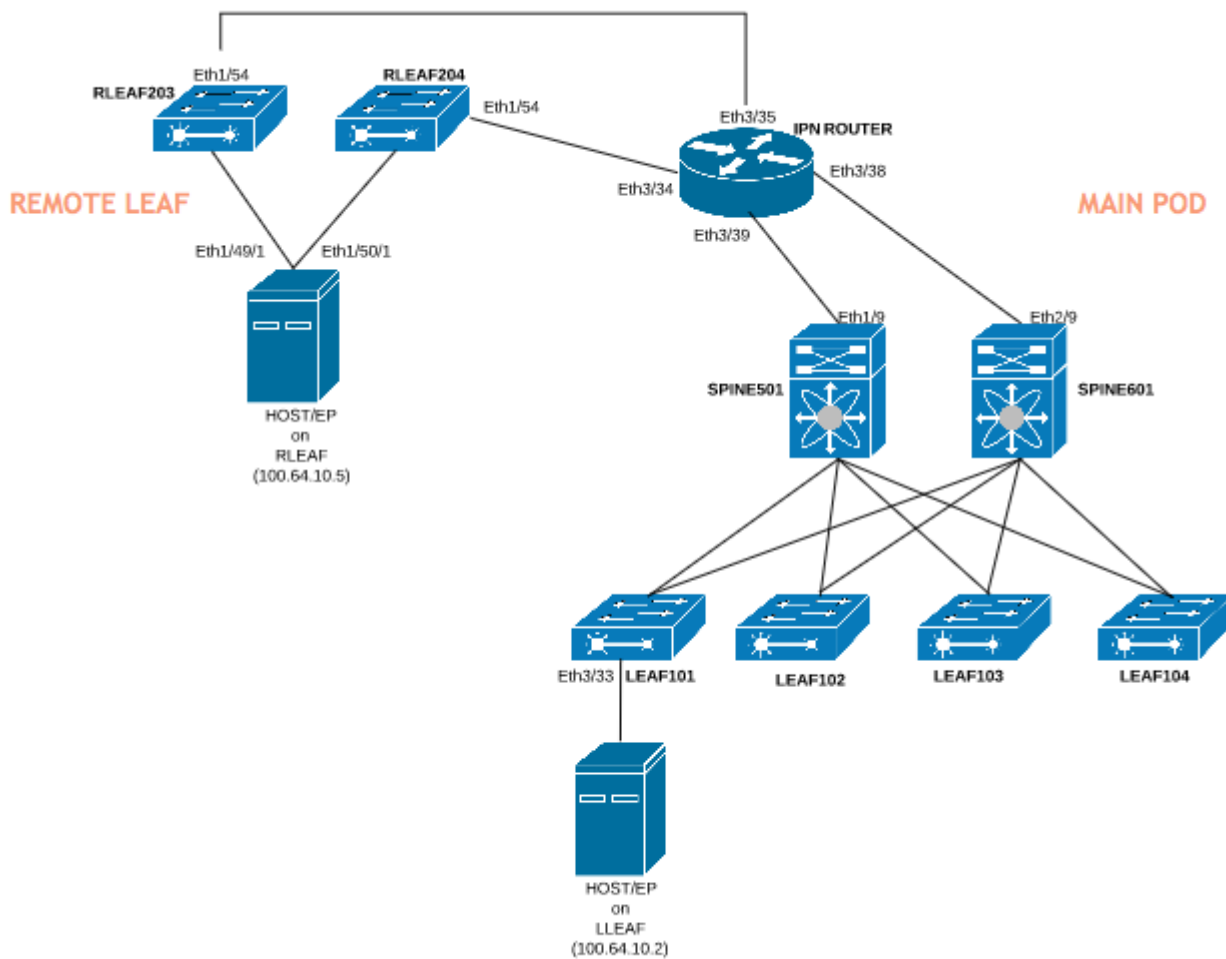 Eth1/54
RLEAF203
RLEAF204
Eth1/54
Eth3/35
IPN ROUTER
Eth3/38
Eth3/34
Eth3/39
REMOTE LEAF
MAIN POD
Eth1/49/1
Eth1/50/1
HOST/EP
on
RLEAF
(100.64.10.5)
Eth1/9
Eth2/9
SPINE501
SPINE601
Eth3/33
LEAF101
LEAF102
LEAF103
LEAF104
HOST/EP
on
LLEAF
(100.64.10.2)